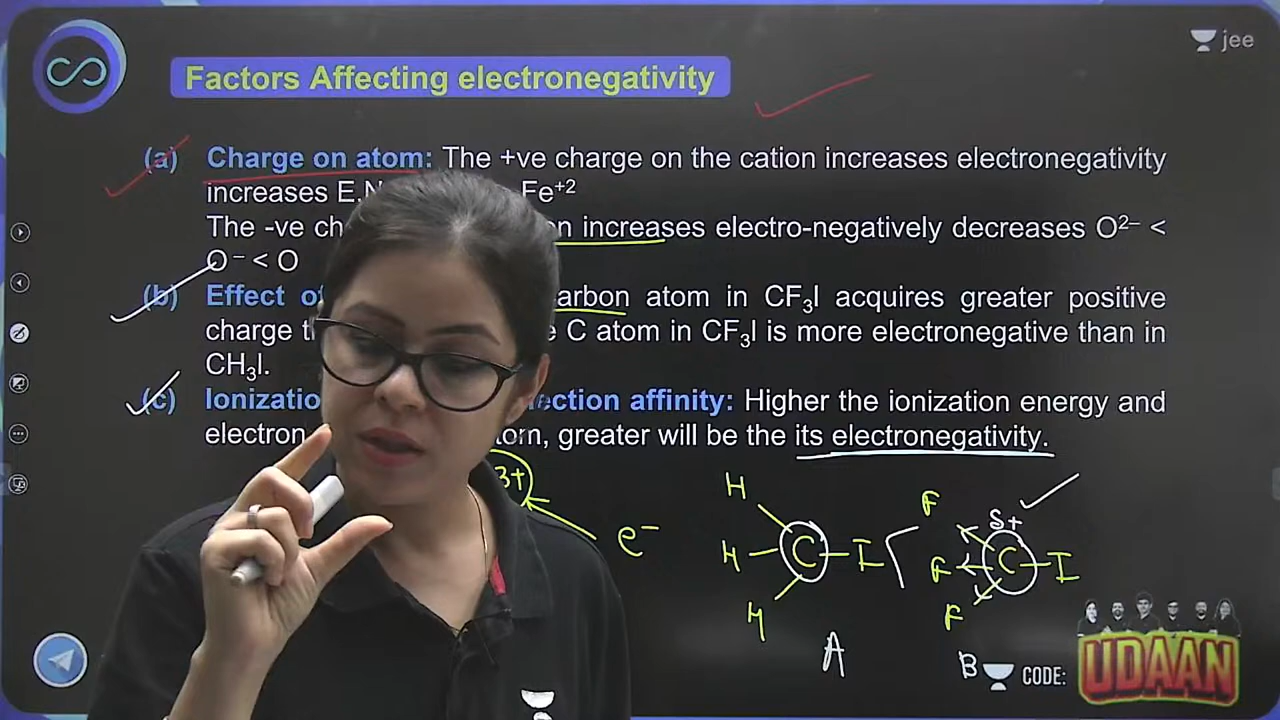 jee
Factors Affecting electronegativity
(a) Charge on atom: The +ve charge on the cation increases electronegativity
increases E.N Fe⁺²
The -ve increases electro-negatively decreases O²⁻ <
O⁻ < O
(b) Effect of arbon atom in CF₃I acquires greater positive
charge C atom in CF₃I is more electronegative than in
CH₃I.
(c) Ionizatio ection affinity: Higher the ionization energy and
electron tom, greater will be the its electronegativity.
3+
e⁻
H
H C I
H
A
F δ+
F C I
F
B
CODE: UDAAN